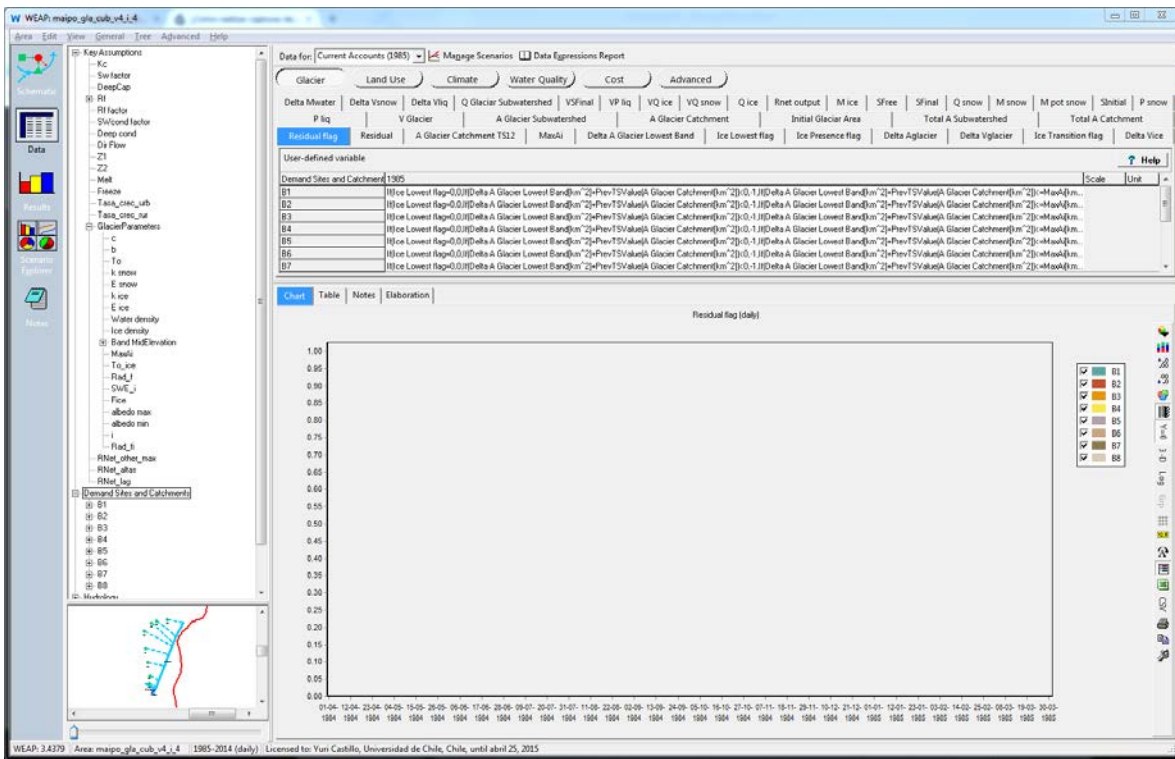 WEAP: maipo_gla_cub_v4_i_4
Area Edit View General Tree Advanced Help
Schematic
Data
Results
Scenario Explorer
Notes
Key Assumptions
Kc
Sw factor
DeepCap
Rf
Rf factor
SWcond factor
Deep cond
Dir Flow
Z1
Z2
Melt
Freeze
Tasa_crec_urb
Tasa_crec_rur
GlacierParameters
c
b
To
k snow
E snow
k ice
E ice
Water density
Ice density
Band MidElevation
MaxAi
To_ice
Rad_t
SWE_i
Fice
albedo max
albedo min
i
Rad_ti
RNet_other_max
RNet_altas
RNet_lag
Demand Sites and Catchments
B1
B2
B3
B4
B5
B6
B7
B8
Hydrology
Data for: Current Accounts (1985) Manage Scenarios Data Expressions Report
Glacier Land Use Climate Water Quality Cost Advanced
Delta Mwater Delta Vsnow Delta Vliq Q Glaciar Subwatershed VSFinal VP liq VQ ice VQ snow Q ice Rnet output M ice SFree SFinal Q snow M snow M pot snow SInitial P snow
P liq V Glacier A Glacier Subwatershed A Glacier Catchment Initial Glaciar Area Total A Subwatershed Total A Catchment
Residual flag Residual A Glacier Catchment TS12 MaxAi Delta A Glacier Lowest Band Ice Lowest flag Ice Presence flag Delta Aglacier Delta Vglacier Ice Transition flag Delta Vice
User-defined variable
? Help
Demand Sites and Catchment 1985 Scale Unit
B1
B2
B3
B4
B5
B6
B7
Chart Table Notes Elaboration
Residual flag (daily)
1.00
0.95
0.90
0.85
0.80
0.75
0.70
0.65
0.60
0.55
0.50
0.45
0.40
0.35
0.30
0.25
0.20
0.15
0.10
0.05
0.00
B1
B2
B3
B4
B5
B6
B7
B8
Y=0
3-D
Log
WEAP: 3.4379 Area: maipo_gla_cub_v4_i_4 1985-2014 (daily) Licensed to: Yuri Castillo, Universidad de Chile, Chile, until abril 25, 2015